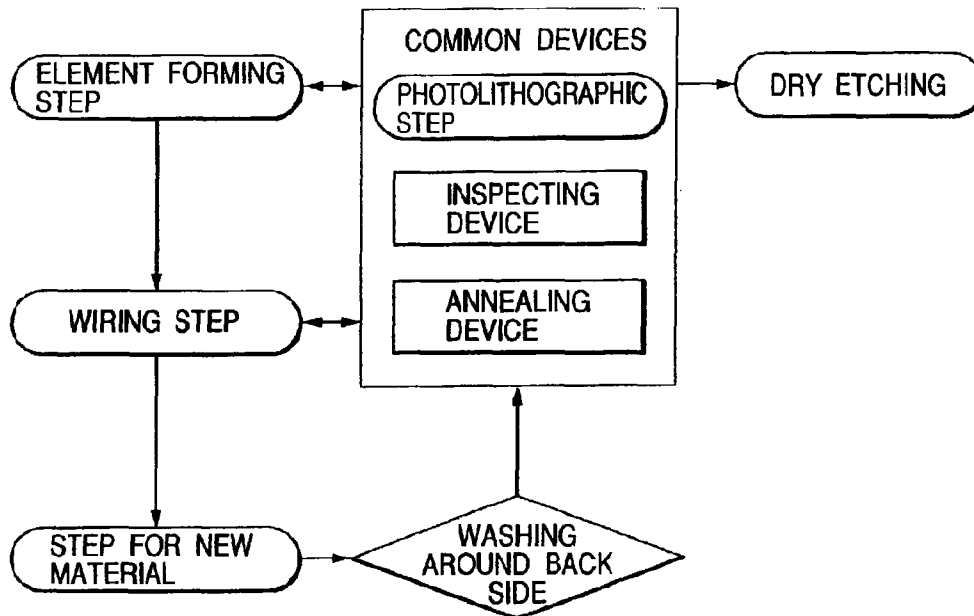 COMMON DEVICES
ELEMENT FORMING
STEP
PHOTOLITHOGRAPHIC
STEP
DRY ETCHING
INSPECTING
DEVICE
WIRING STEP
ANNEALING
DEVICE
STEP FOR NEW
MATERIAL
WASHING
AROUND BACK
SIDE